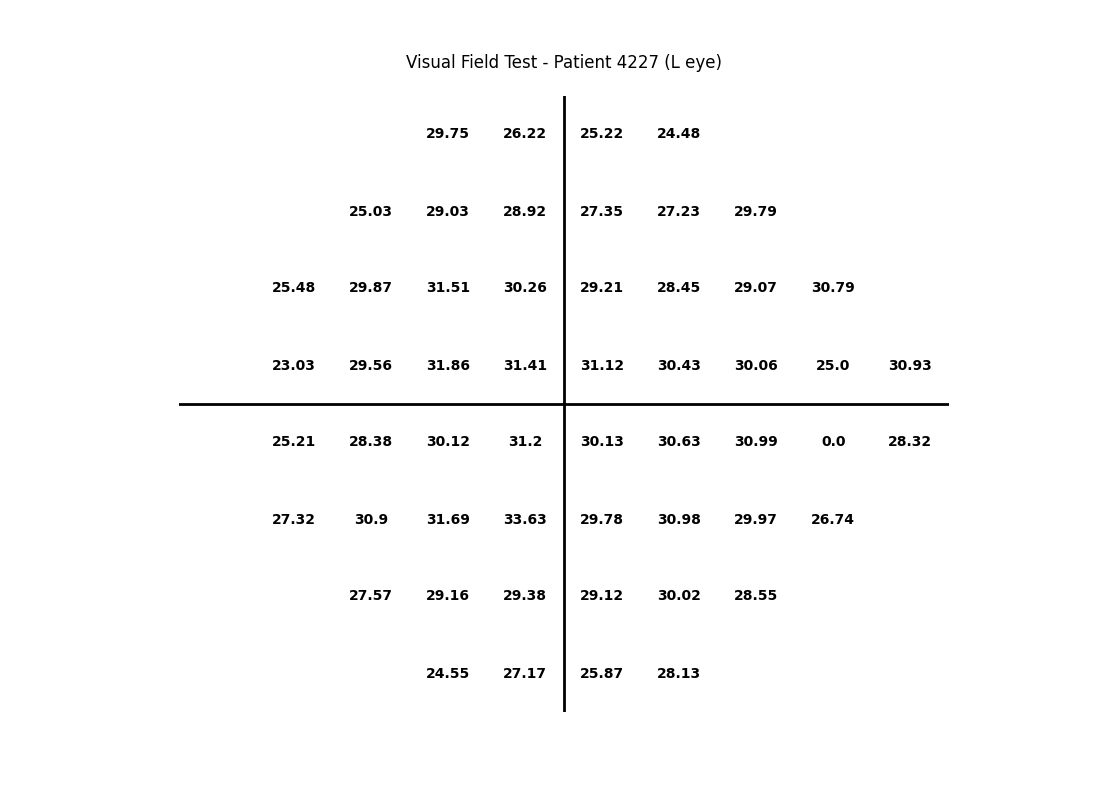 Visual Field Test - Patient 4227 (L eye)
29.75 26.22 25.22 24.48
25.03 29.03 28.92 27.35 27.23 29.79
25.48 29.87 31.51 30.26 29.21 28.45 29.07 30.79
23.03 29.56 31.86 31.41 31.12 30.43 30.06 25.0 30.93
25.21 28.38 30.12 31.2 30.13 30.63 30.99 0.0 28.32
27.32 30.9 31.69 33.63 29.78 30.98 29.97 26.74
27.57 29.16 29.38 29.12 30.02 28.55
24.55 27.17 25.87 28.13